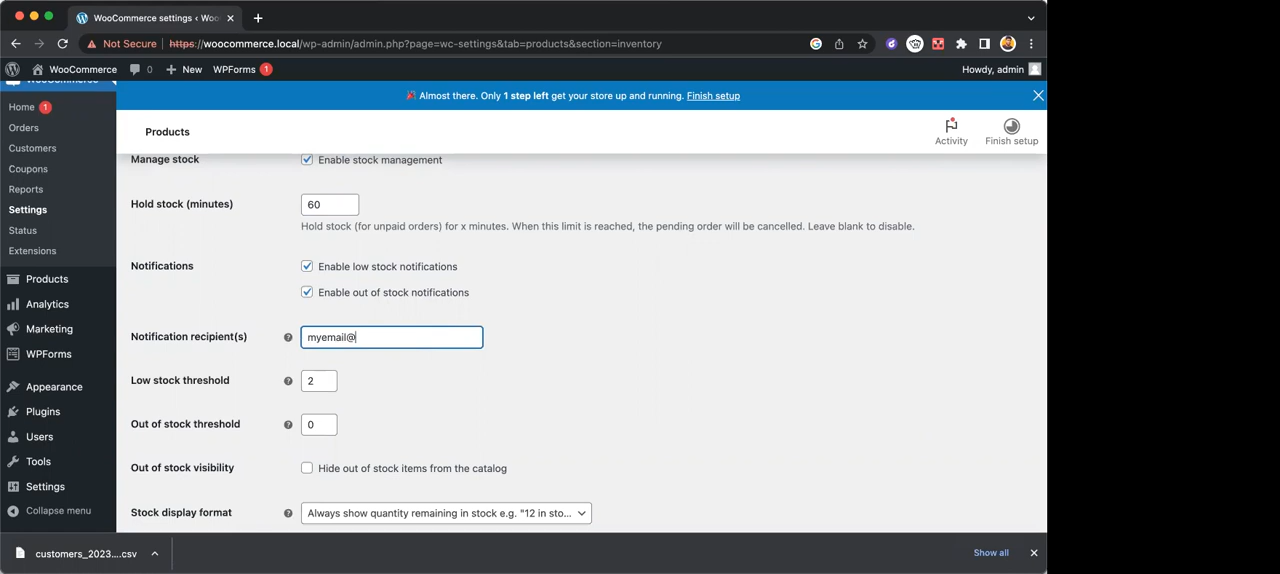 WooCommerce settings ‹ Woo
Not Secure https://woocommerce.local/wp-admin/admin.php?page=wc-settings&tab=products&section=inventory
WooCommerce 0 New WPForms 1 Howdy, admin
WooCommerce
Almost there. Only 1 step left get your store up and running. Finish setup
Home 1
Orders
Customers
Coupons
Reports
Settings
Status
Extensions
Products
Analytics
Marketing
WPForms
Appearance
Plugins
Users
Tools
Settings
Collapse menu
Products
Activity
Finish setup
Manage stock Enable stock management
Hold stock (minutes) 60
Hold stock (for unpaid orders) for x minutes. When this limit is reached, the pending order will be cancelled. Leave blank to disable.
Notifications Enable low stock notifications
Enable out of stock notifications
Notification recipient(s) myemail@
Low stock threshold 2
Out of stock threshold 0
Out of stock visibility Hide out of stock items from the catalog
Stock display format Always show quantity remaining in stock e.g. "12 in sto...
customers_2023....csv Show all